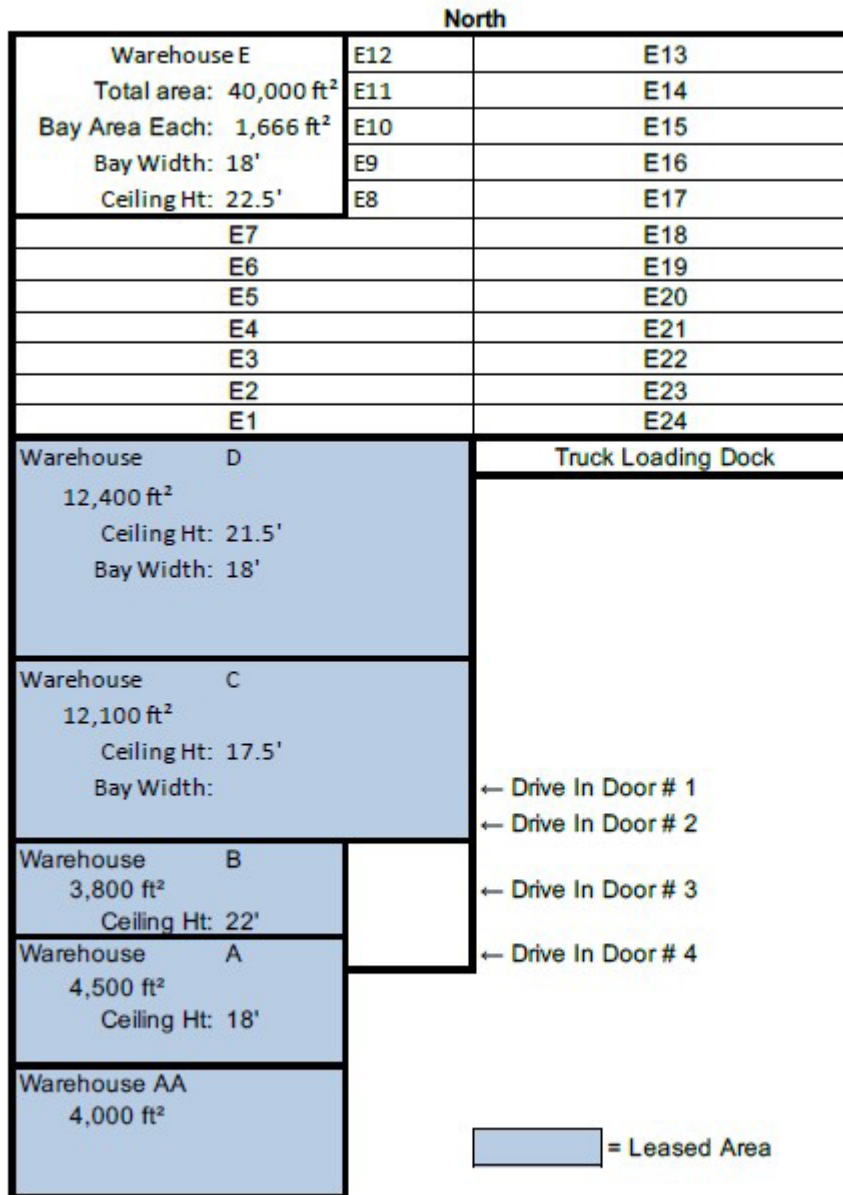 North
Warehouse E E12 E13
Total area: 40,000 ft² E11 E14
Bay Area Each: 1,666 ft² E10 E15
Bay Width: 18' E9 E16
Ceiling Ht: 22.5' E8 E17
E7 E18
E6 E19
E5 E20
E4 E21
E3 E22
E2 E23
E1 E24
Warehouse D Truck Loading Dock
12,400 ft²
Ceiling Ht: 21.5'
Bay Width: 18'
Warehouse C
12,100 ft²
Ceiling Ht: 17.5'
Bay Width: ← Drive In Door # 1
← Drive In Door # 2
Warehouse B
3,800 ft² ← Drive In Door # 3
Ceiling Ht: 22'
Warehouse A ← Drive In Door # 4
4,500 ft²
Ceiling Ht: 18'
Warehouse AA
4,000 ft²
= Leased Area